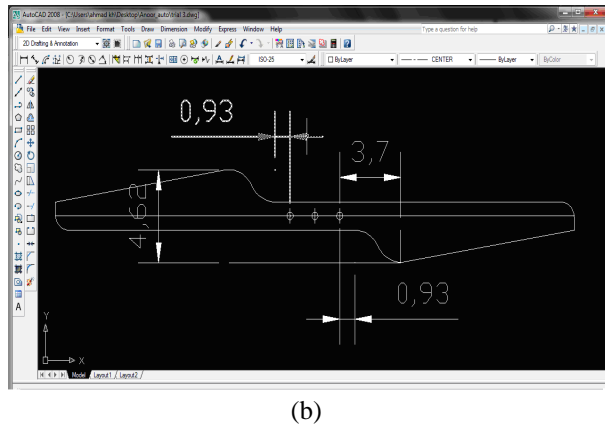 AutoCAD 2008 - [C:\Users\ahmad kh\Desktop\Anoor_auto\trial 3.dwg]
File Edit View Insert Format Tools Draw Dimension Modify Express Window Help Type a question for help
2D Drafting & Annotation
ISO-25 ByLayer CENTER ByLayer ByColor
0,93
3,7
4,62
0,93
Y
X
A
Model Layout1 Layout2
(b)